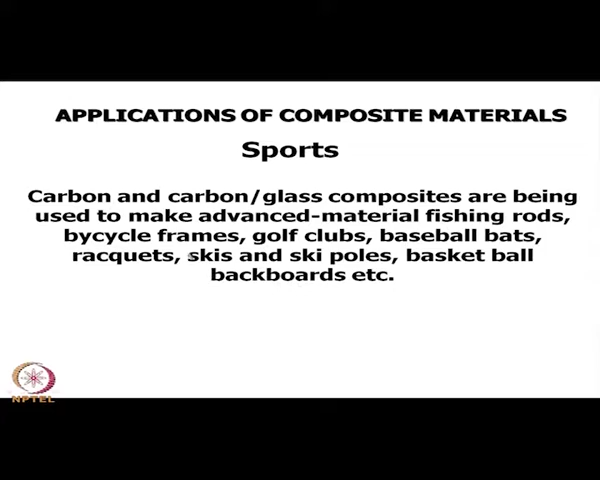 APPLICATIONS OF COMPOSITE MATERIALS
Sports
Carbon and carbon/glass composites are being
used to make advanced-material fishing rods,
bycycle frames, golf clubs, baseball bats,
racquets, skis and ski poles, basket ball
backboards etc.
NPTEL